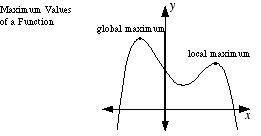 Maximum Values
of a Function
y
global maximum
local maximum
x